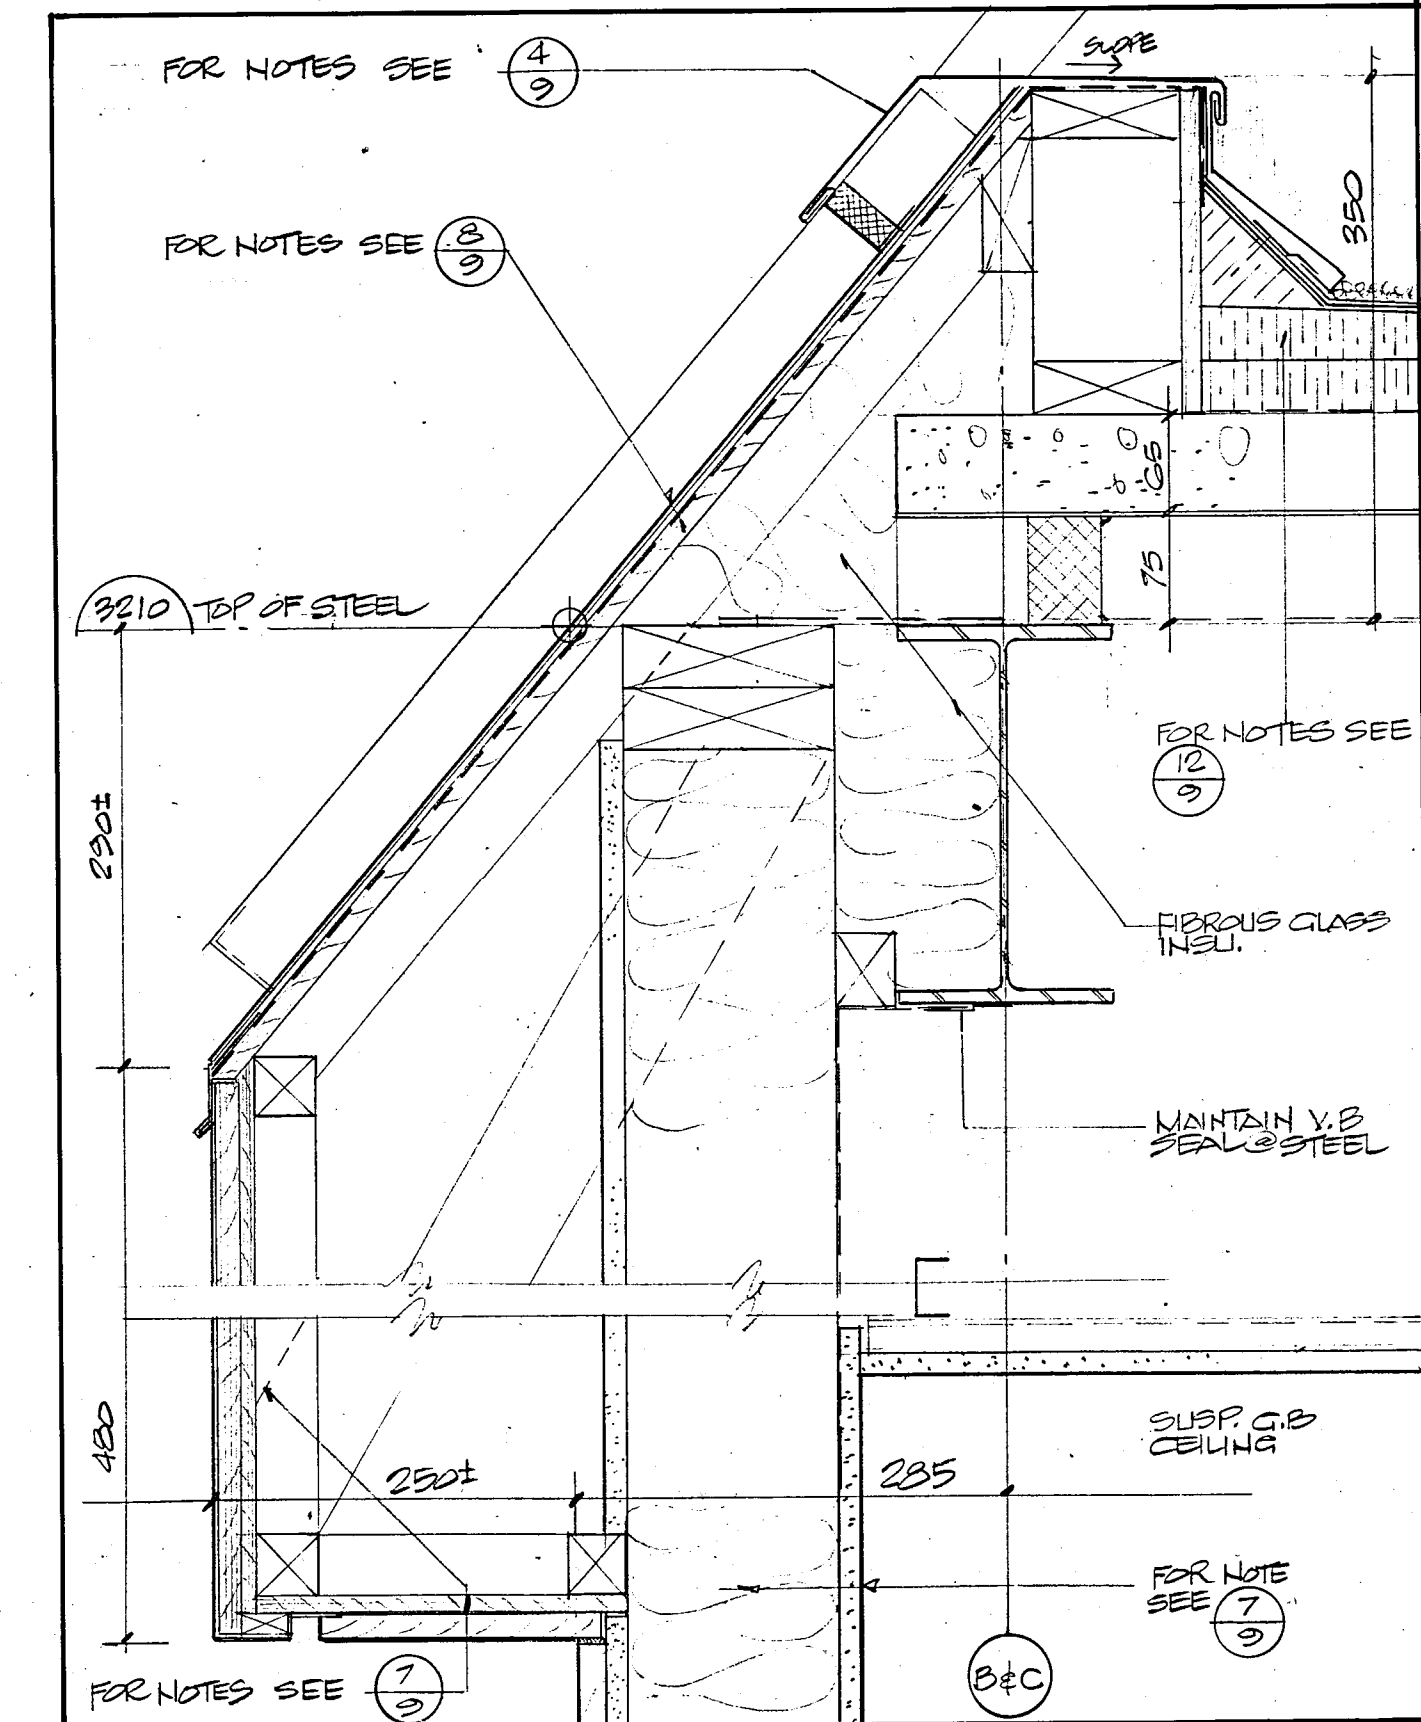 SLOPE
FOR NOTES SEE 4
9
FOR NOTES SEE 8
9
350
65
75
3210 TOP OF STEEL
FOR NOTES SEE
12
9
290±
FIBROUS GLASS
INSU.
MAINTAIN V.B
SEAL @ STEEL
SUSP. G.B
CEILING
480
250±
285
FOR NOTE
SEE 7
9
B&C
FOR NOTES SEE 7
9